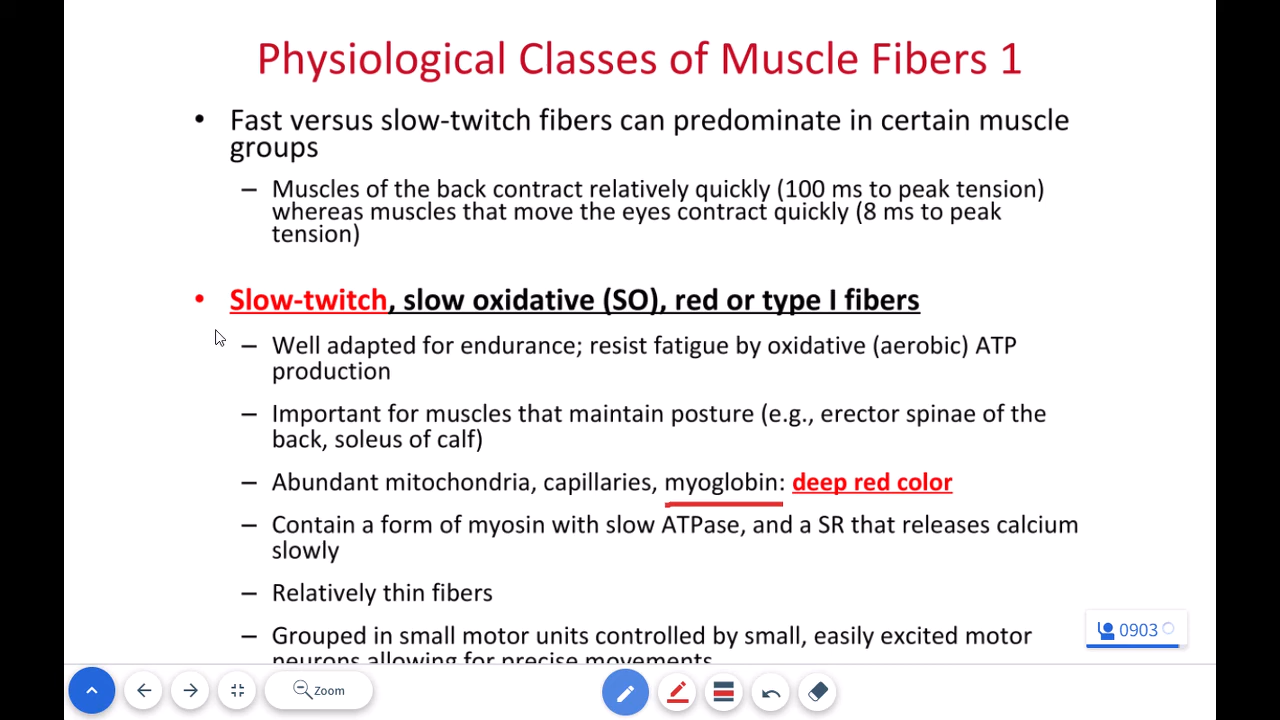 Physiological Classes of Muscle Fibers 1
• Fast versus slow-twitch fibers can predominate in certain muscle
groups
– Muscles of the back contract relatively quickly (100 ms to peak tension)
whereas muscles that move the eyes contract quickly (8 ms to peak
tension)
• Slow-twitch, slow oxidative (SO), red or type I fibers
– Well adapted for endurance; resist fatigue by oxidative (aerobic) ATP
production
– Important for muscles that maintain posture (e.g., erector spinae of the
back, soleus of calf)
– Abundant mitochondria, capillaries, myoglobin: deep red color
– Contain a form of myosin with slow ATPase, and a SR that releases calcium
slowly
– Relatively thin fibers
– Grouped in small motor units controlled by small, easily excited motor
neurons allowing for precise movements
0903
Zoom